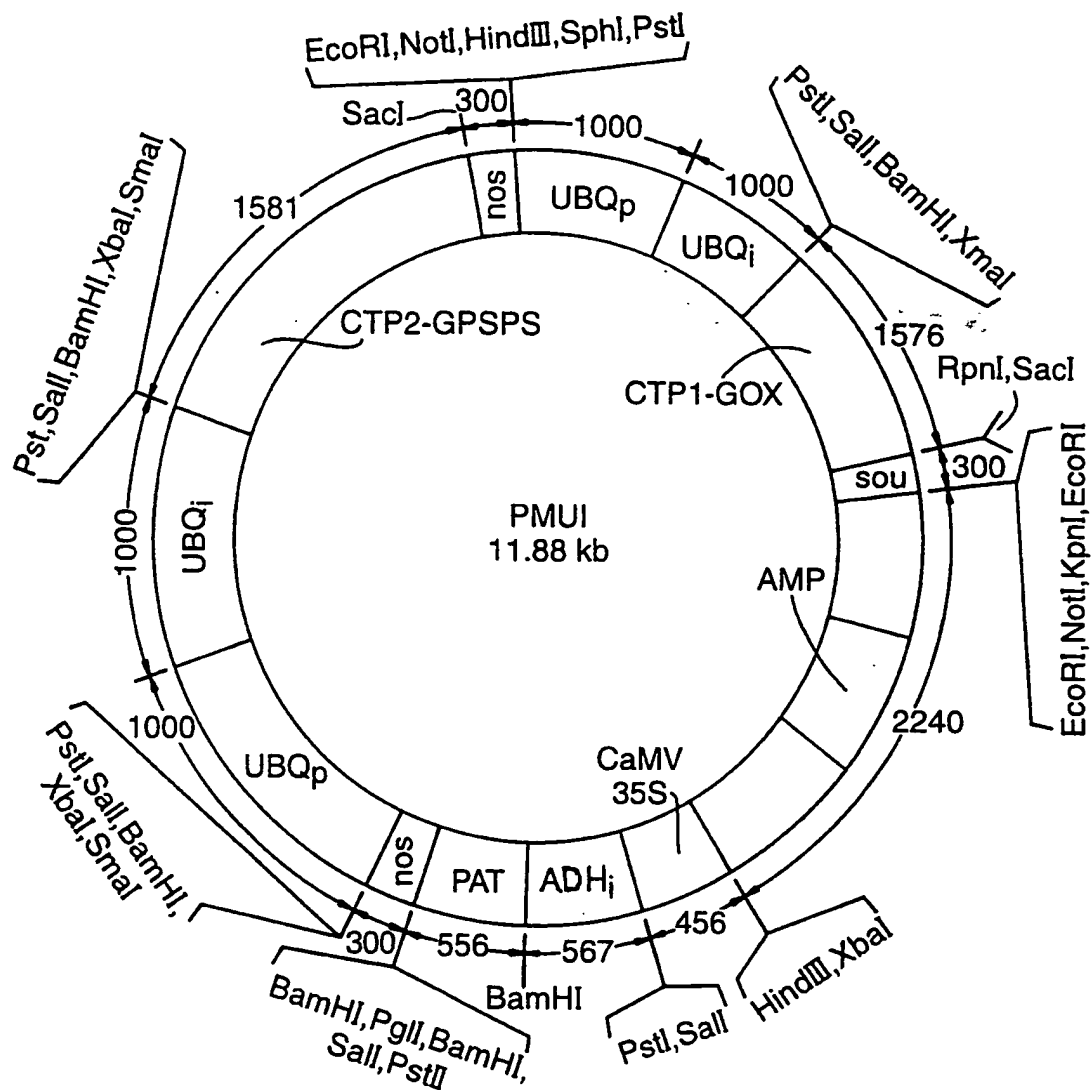 EcoRI,NotI,HindIII,SphI,PstI
SacI
300
1000
1000
PstI,SalI,BamHI,XmaI
1581
nos
UBQp
UBQi
Pst,SalI,BamHI,XbaI,SmaI
CTP2-GPSPS
CTP1-GOX
1576
RpnI,SacI
300
sou
EcoRI,NotI,KpnI,EcoRI
PMUI
11.88 kb
1000
UBQi
AMP
2240
1000
UBQp
CaMV
35S
PstI,SalI,BamHI,
XbaI,SmaI
nos
PAT
ADHi
300
556
567
456
BamHI
HindIII,XbaI
PstI,SalI
BamHI,PglI,BamHI,
SalI,PstII